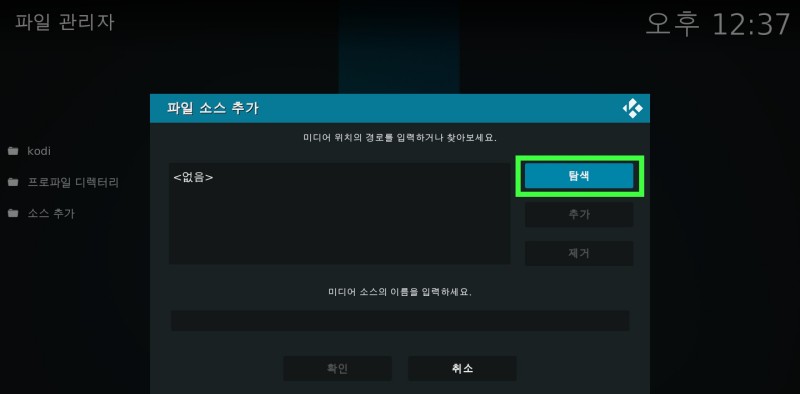 파일 관리자
오후 12:37
파일 소스 추가
미디어 위치의 경로를 입력하거나 찾아보세요.
kodi
프로파일 디렉터리
소스 추가
<없음>
탐색
추가
제거
미디어 소스의 이름을 입력하세요.
확인
취소